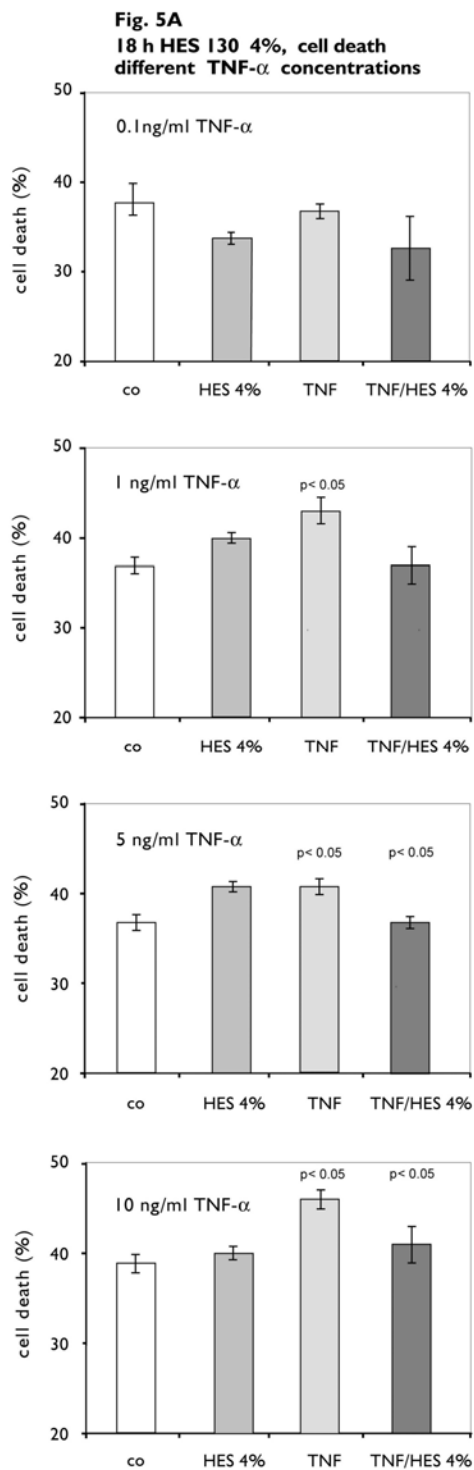 Fig. 5A
18 h HES 130 4%, cell death
different TNF-α concentrations
50
0.1ng/ml TNF-α
40
cell death (%)
30
20
co HES 4% TNF TNF/HES 4%
50
1 ng/ml TNF-α
p< 0.05
40
cell death (%)
30
20
co HES 4% TNF TNF/HES 4%
50
5 ng/ml TNF-α
p< 0.05 p< 0.05
40
cell death (%)
30
20
co HES 4% TNF TNF/HES 4%
50
p< 0.05 p< 0.05
10 ng/ml TNF-α
40
cell death (%)
30
20
co HES 4% TNF TNF/HES 4%